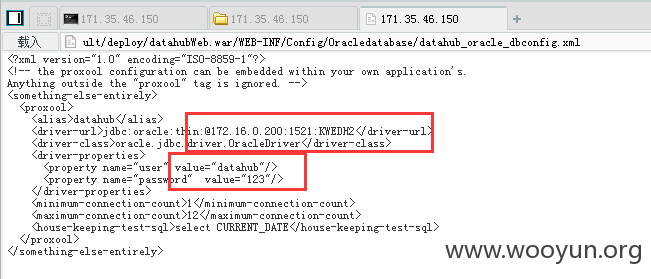 171.35.46.150 171.35.46.150 171.35.46.150
载入 ult/deploy/datahubWeb.war/WEB-INF/Config/Oracledatabase/datahub_oracle_dbconfig.xml
<?xml version="1.0" encoding="ISO-8859-1"?>
<!-- the proxool configuration can be embedded within your own application's.
Anything outside the "proxool" tag is ignored. -->
<something-else-entirely>
<proxool>
<alias>datahub</alias>
<driver-url>jdbc:oracle:thin:@172.16.0.200:1521:KWEDH2</driver-url>
<driver-class>oracle.jdbc.driver.OracleDriver</driver-class>
<driver-properties>
<property name="user" value="datahub"/>
<property name="password" value="123"/>
</driver-properties>
<minimum-connection-count>1</minimum-connection-count>
<maximum-connection-count>12</maximum-connection-count>
<house-keeping-test-sql>select CURRENT_DATE</house-keeping-test-sql>
</proxool>
</something-else-entirely>
www.wooyun.org